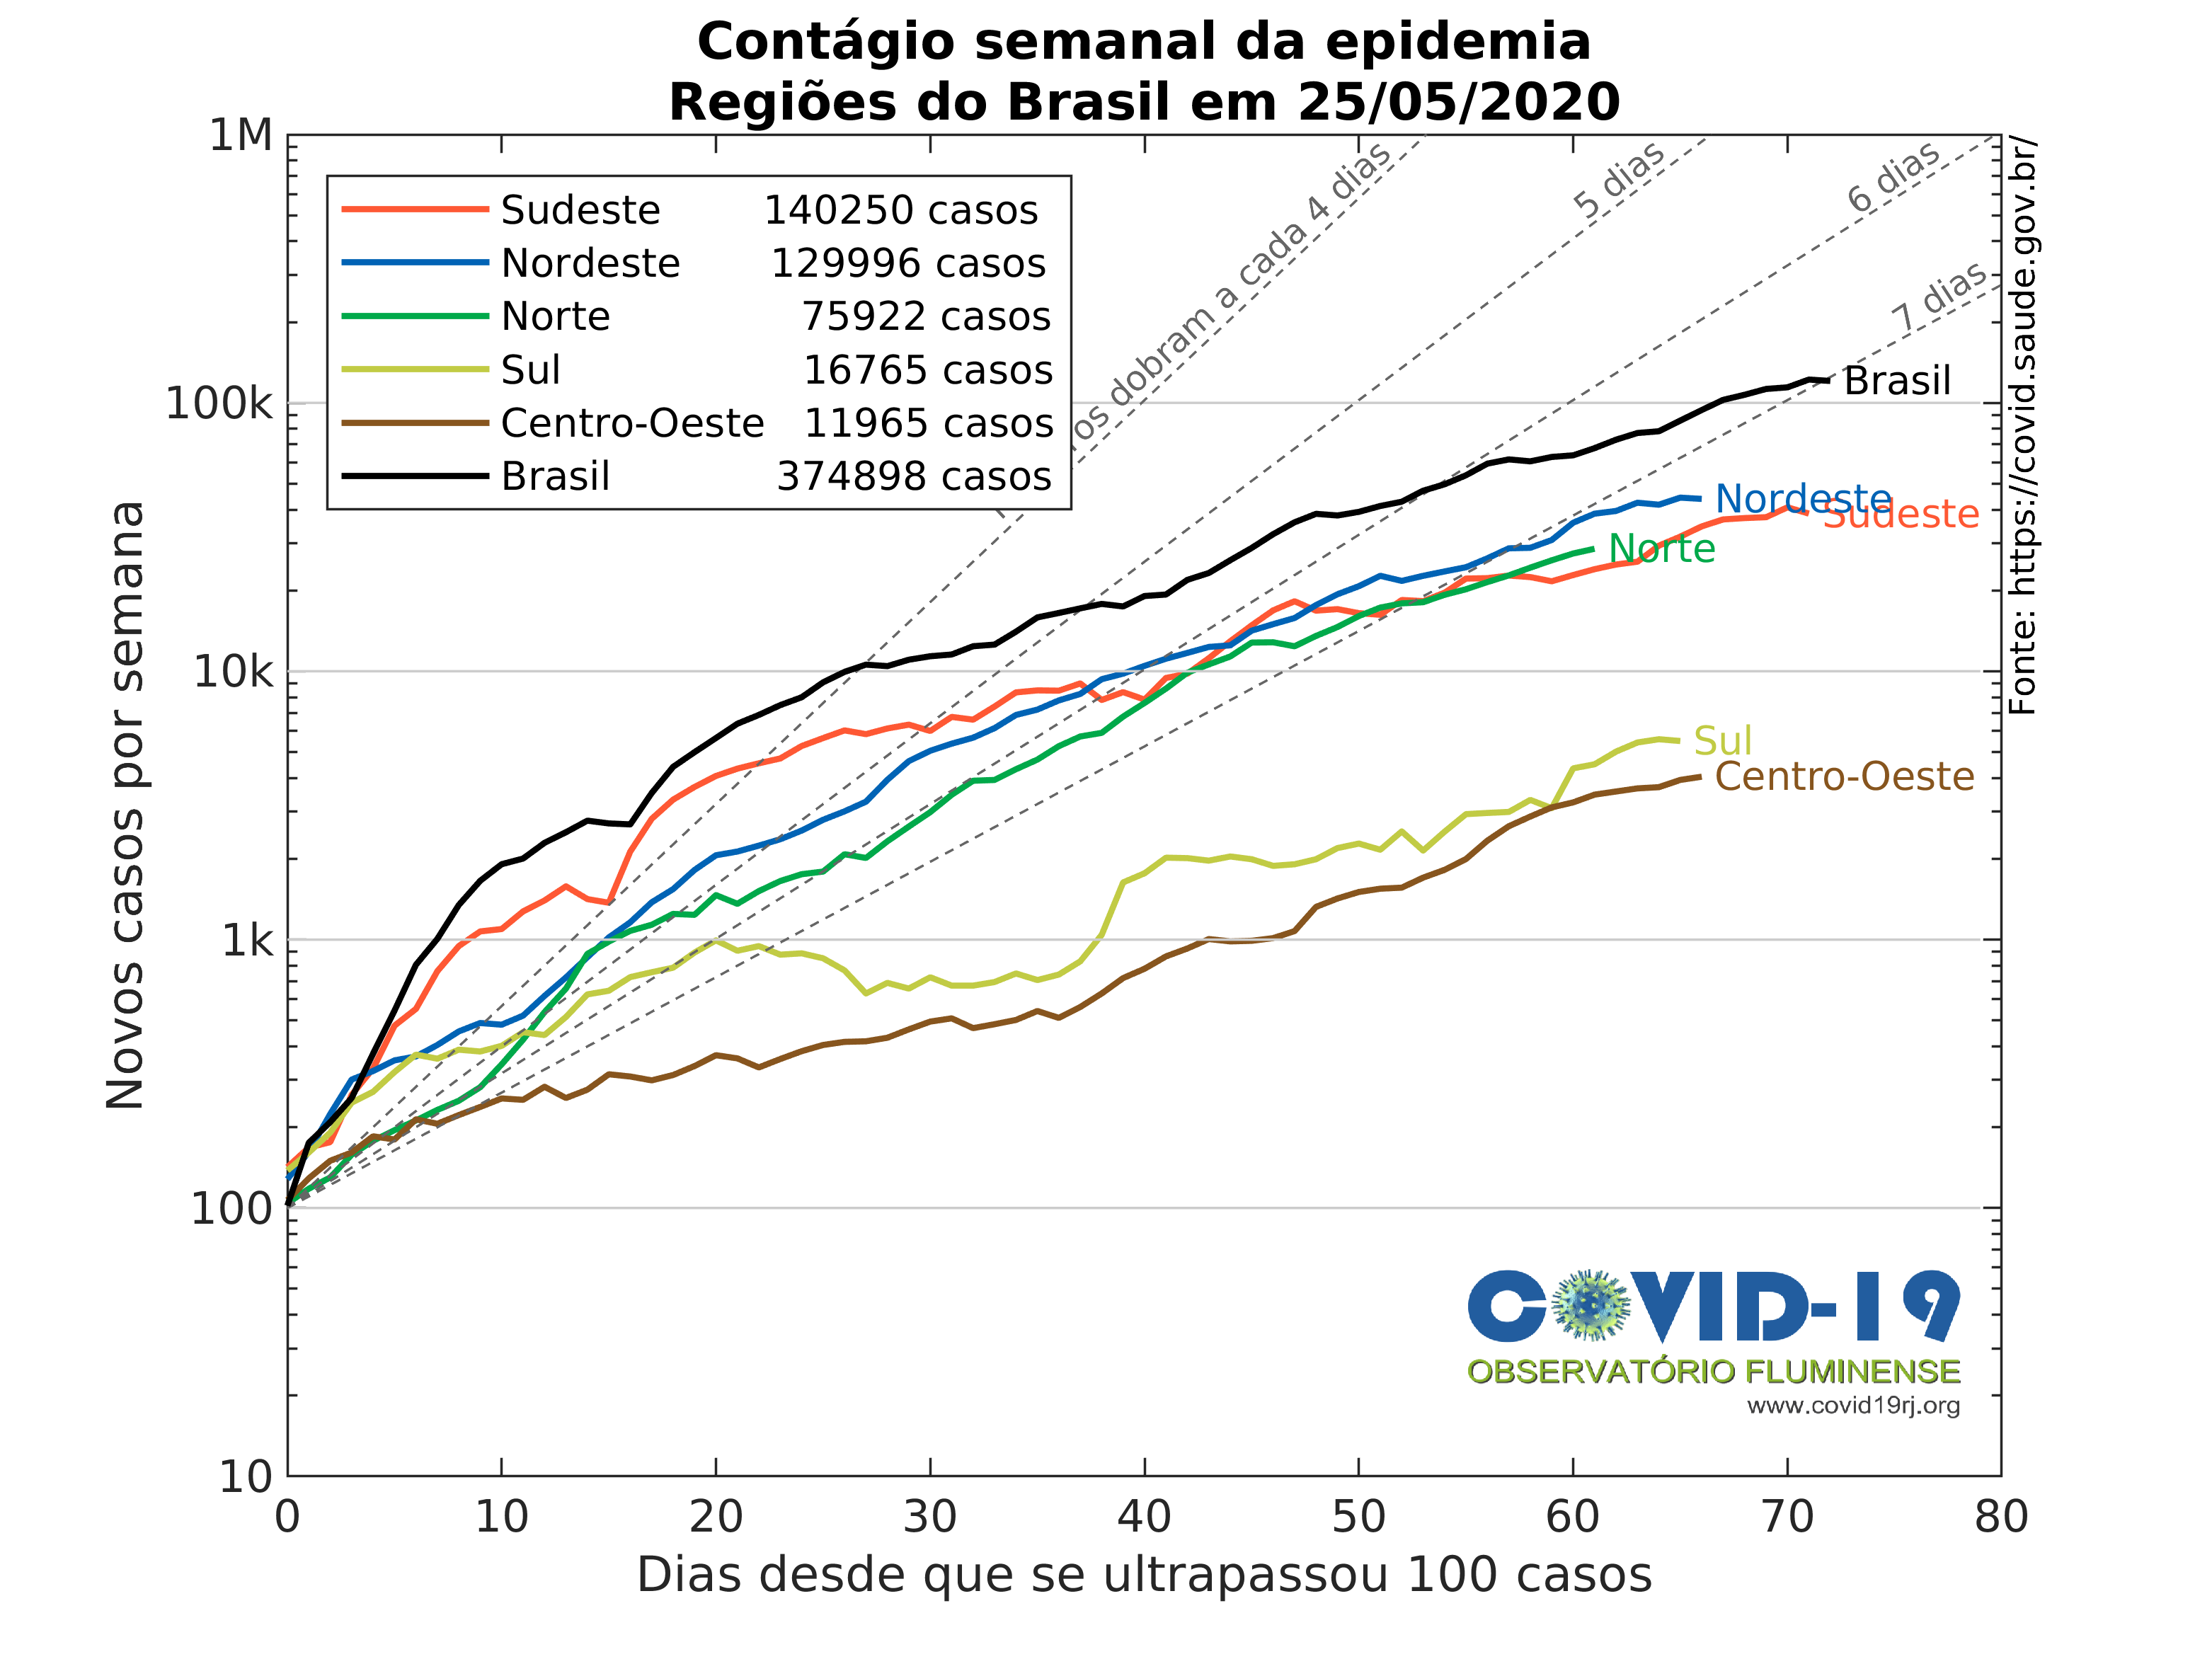 Contágio semanal da epidemia
Regiões do Brasil em 25/05/2020
1M
100k
10k
1k
100
10
Novos casos por semana
Sudeste 140250 casos
Nordeste 129996 casos
Norte 75922 casos
Sul 16765 casos
Centro-Oeste 11965 casos
Brasil 374898 casos
os dobram a cada 4 dias
5 dias
6 dias
7 dias
Brasil
Nordeste
Sudeste
Norte
Sul
Centro-Oeste
Fonte: https://covid.saude.gov.br/
COVID-19
OBSERVATÓRIO FLUMINENSE
www.covid19rj.org
0 10 20 30 40 50 60 70 80
Dias desde que se ultrapassou 100 casos